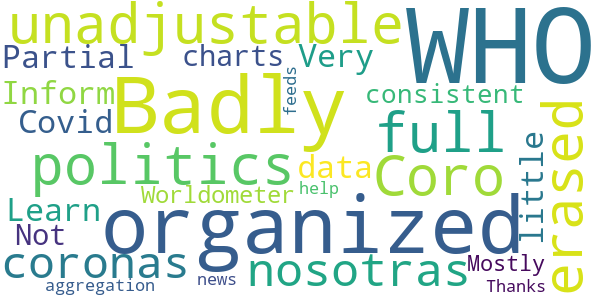 unadjustable WHO
Partial charts Very
Inform Badly feeds consistent
Covid full erased
politics data Coro little
Worldometer help
Learn organized
Not
coronas nosotras Mostly
aggregation news Thanks